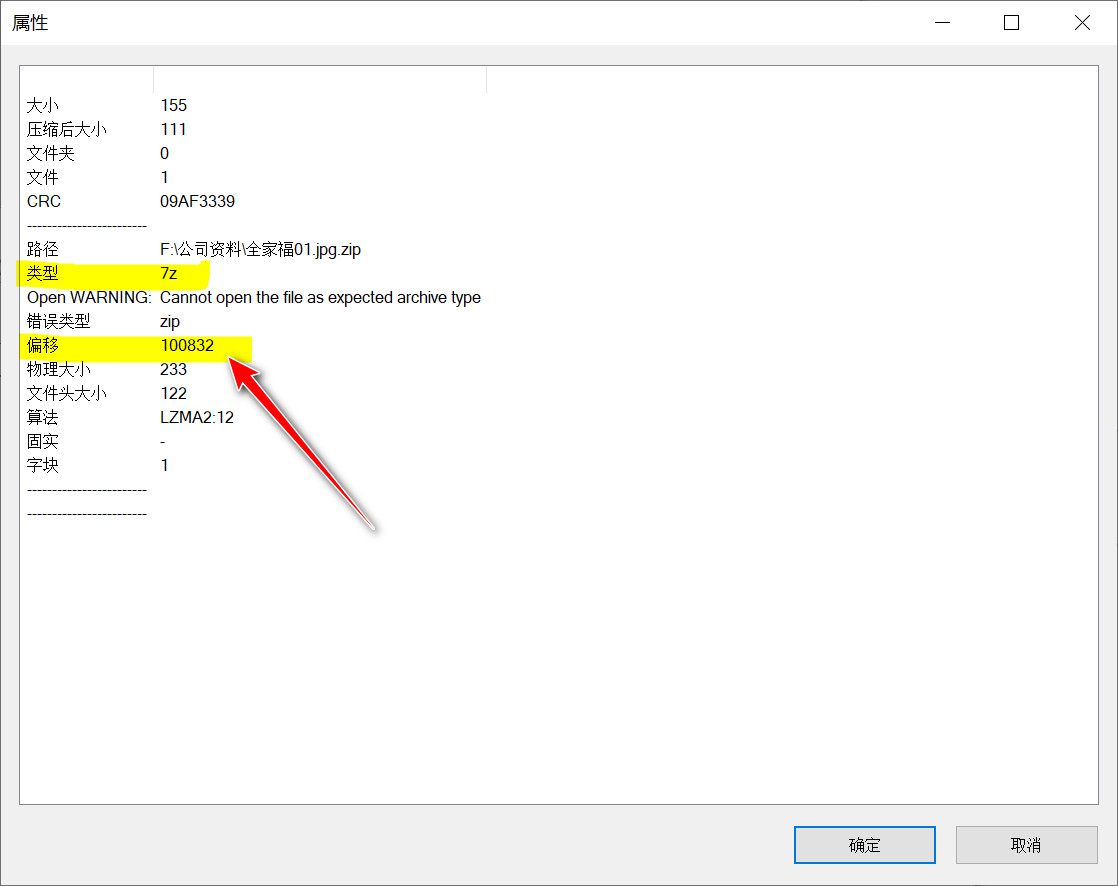 属性
大小 155
压缩后大小 111
文件夹 0
文件 1
CRC 09AF3339
------------------------
路径 F:\公司资料\全家福01.jpg.zip
类型 7z
Open WARNING: Cannot open the file as expected archive type
错误类型 zip
偏移 100832
物理大小 233
文件头大小 122
算法 LZMA2:12
固实 -
字块 1
------------------------
------------------------
确定 取消